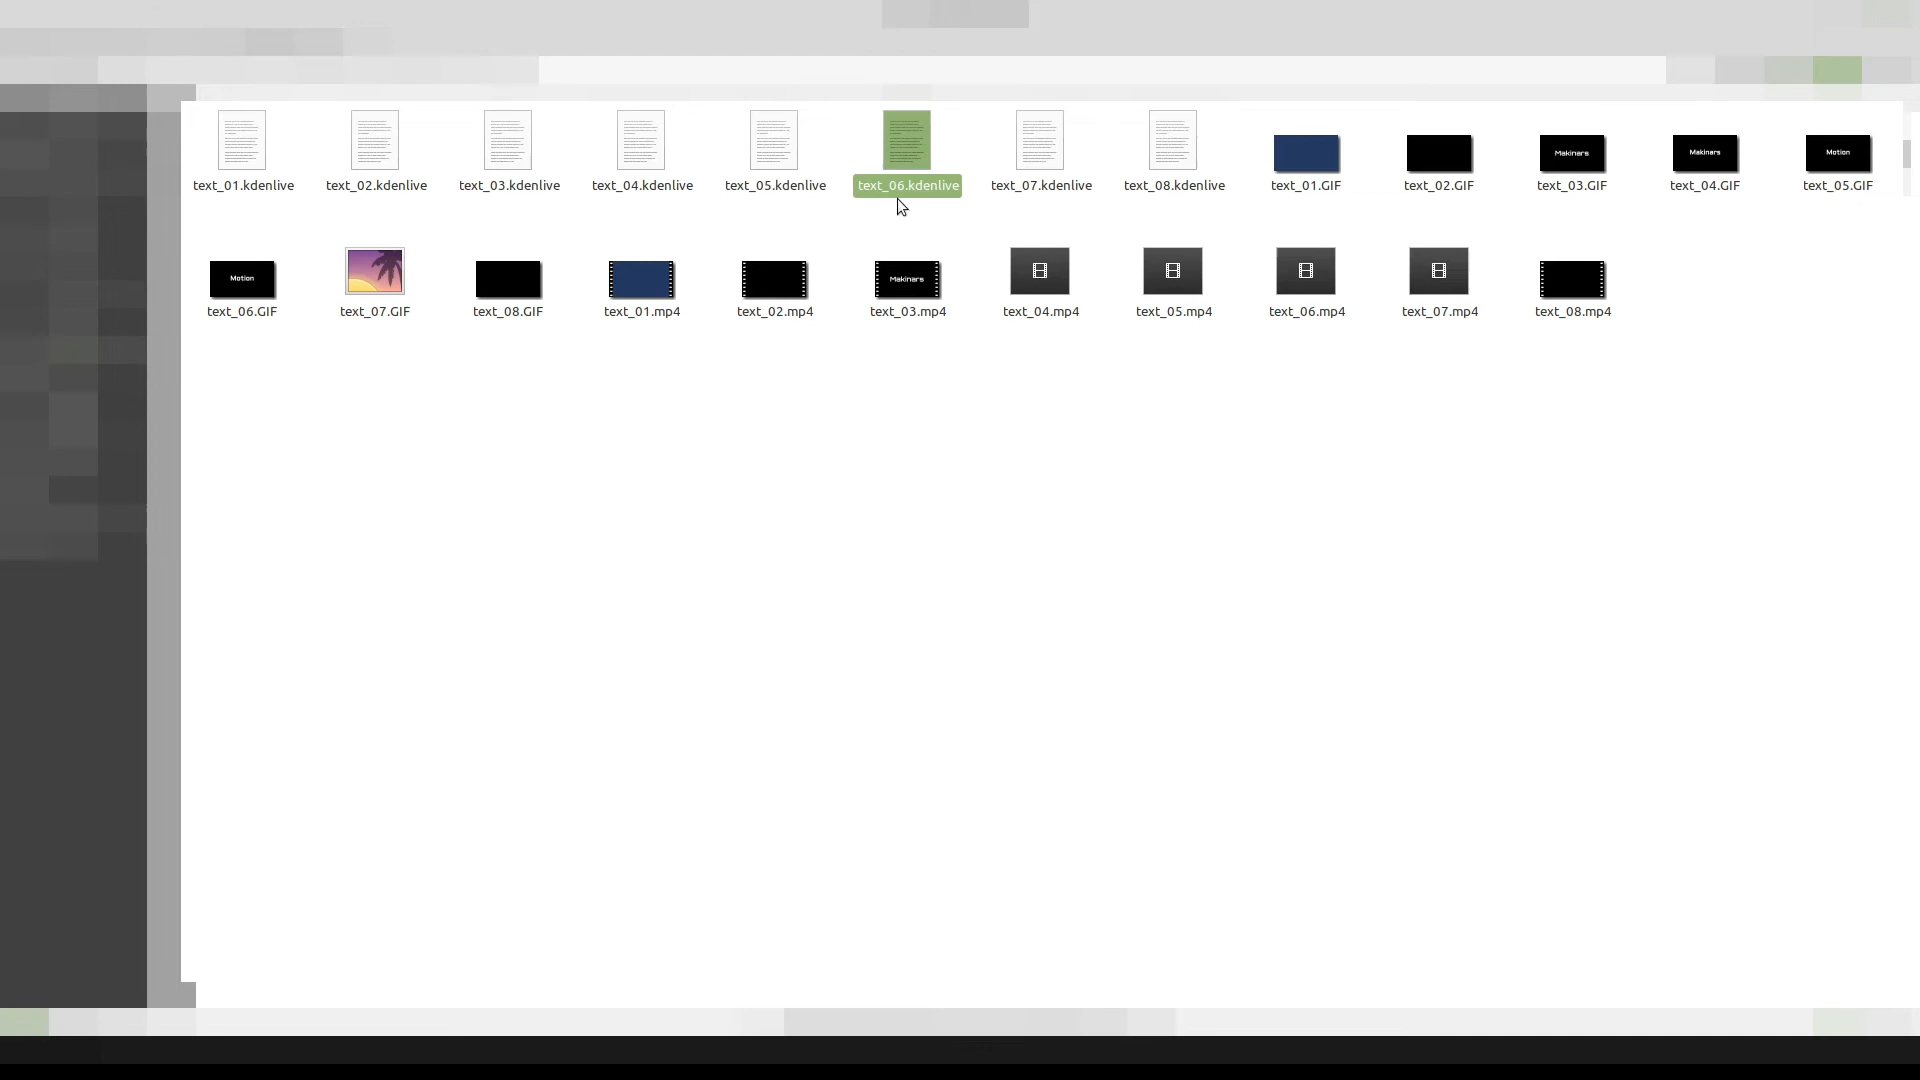 text_01.kdenlive text_02.kdenlive text_03.kdenlive text_04.kdenlive text_05.kdenlive text_06.kdenlive text_07.kdenlive text_08.kdenlive text_01.GIF text_02.GIF text_03.GIF text_04.GIF text_05.GIF
Makinars
Makinars
Motion
text_06.GIF text_07.GIF text_08.GIF text_01.mp4 text_02.mp4 text_03.mp4 text_04.mp4 text_05.mp4 text_06.mp4 text_07.mp4 text_08.mp4
Motion
Makinars